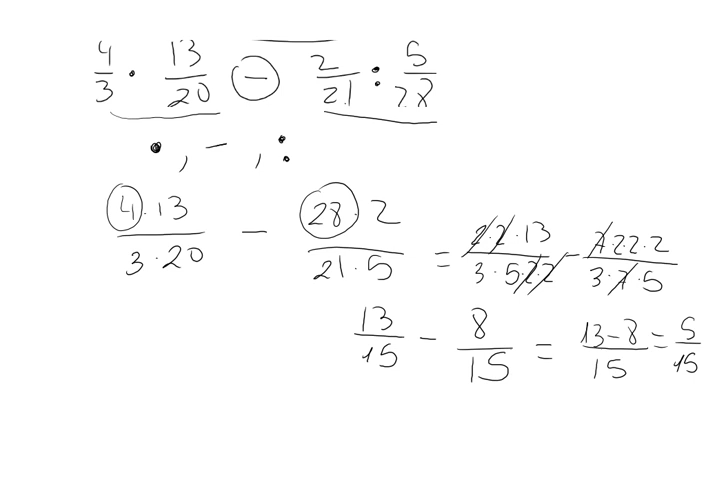 4/3 · 13/20 − 2/21 : 5/28
· , − , :
4·13/3·20 − 28·2/21·5 = 2·2·13/3·5·2·2 − 7·2·2·2/3·7·5
13/15 − 8/15 = 13−8/15 = 5/15